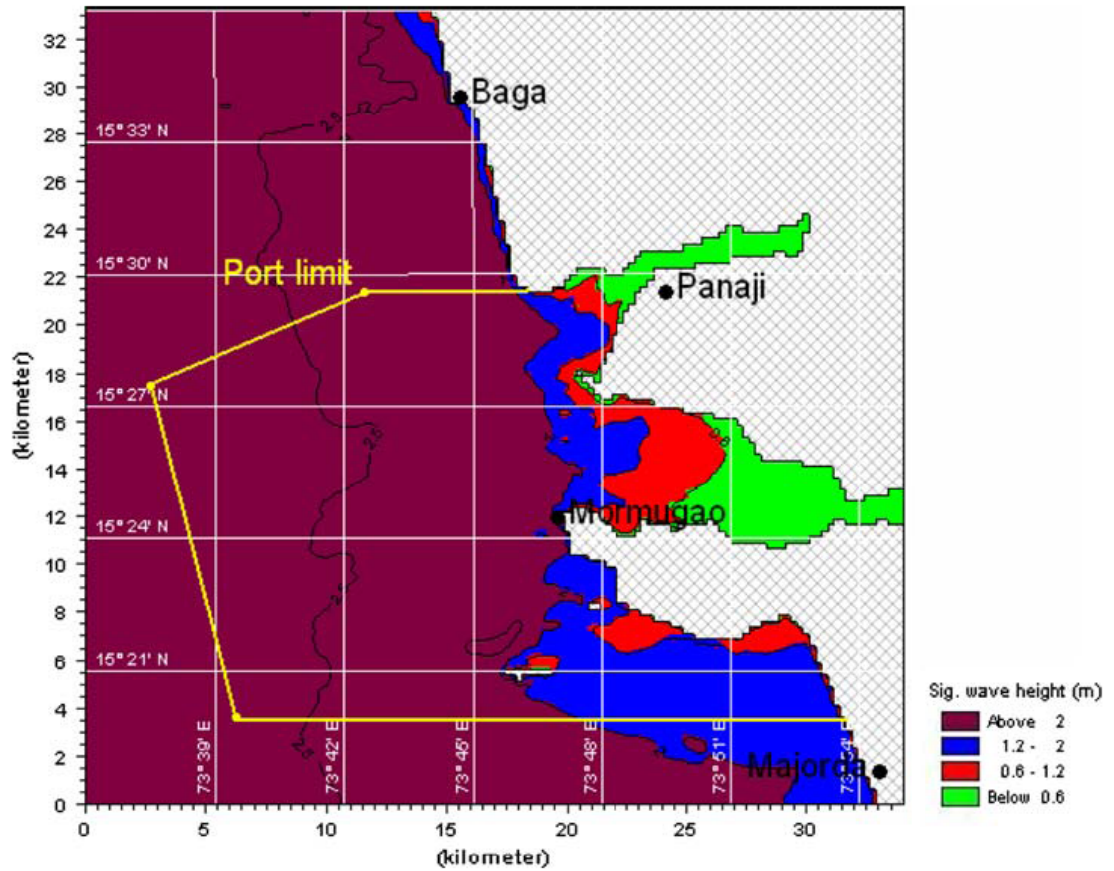 32
30
28
26
24
22
20
18
16
14
12
10
8
6
4
2
0
(kilometer)
0 5 10 15 20 25 30
(kilometer)
Baga
15° 33' N
15° 30' N
Port limit
Panaji
15° 27' N
Mormugao
15° 24' N
15° 21' N
73° 39' E
73° 42' E
73° 45' E
73° 48' E
73° 51' E
73° 54' E
Majorda
Sig. wave height (m)
Above 2
1.2 - 2
0.6 - 1.2
Below 0.6